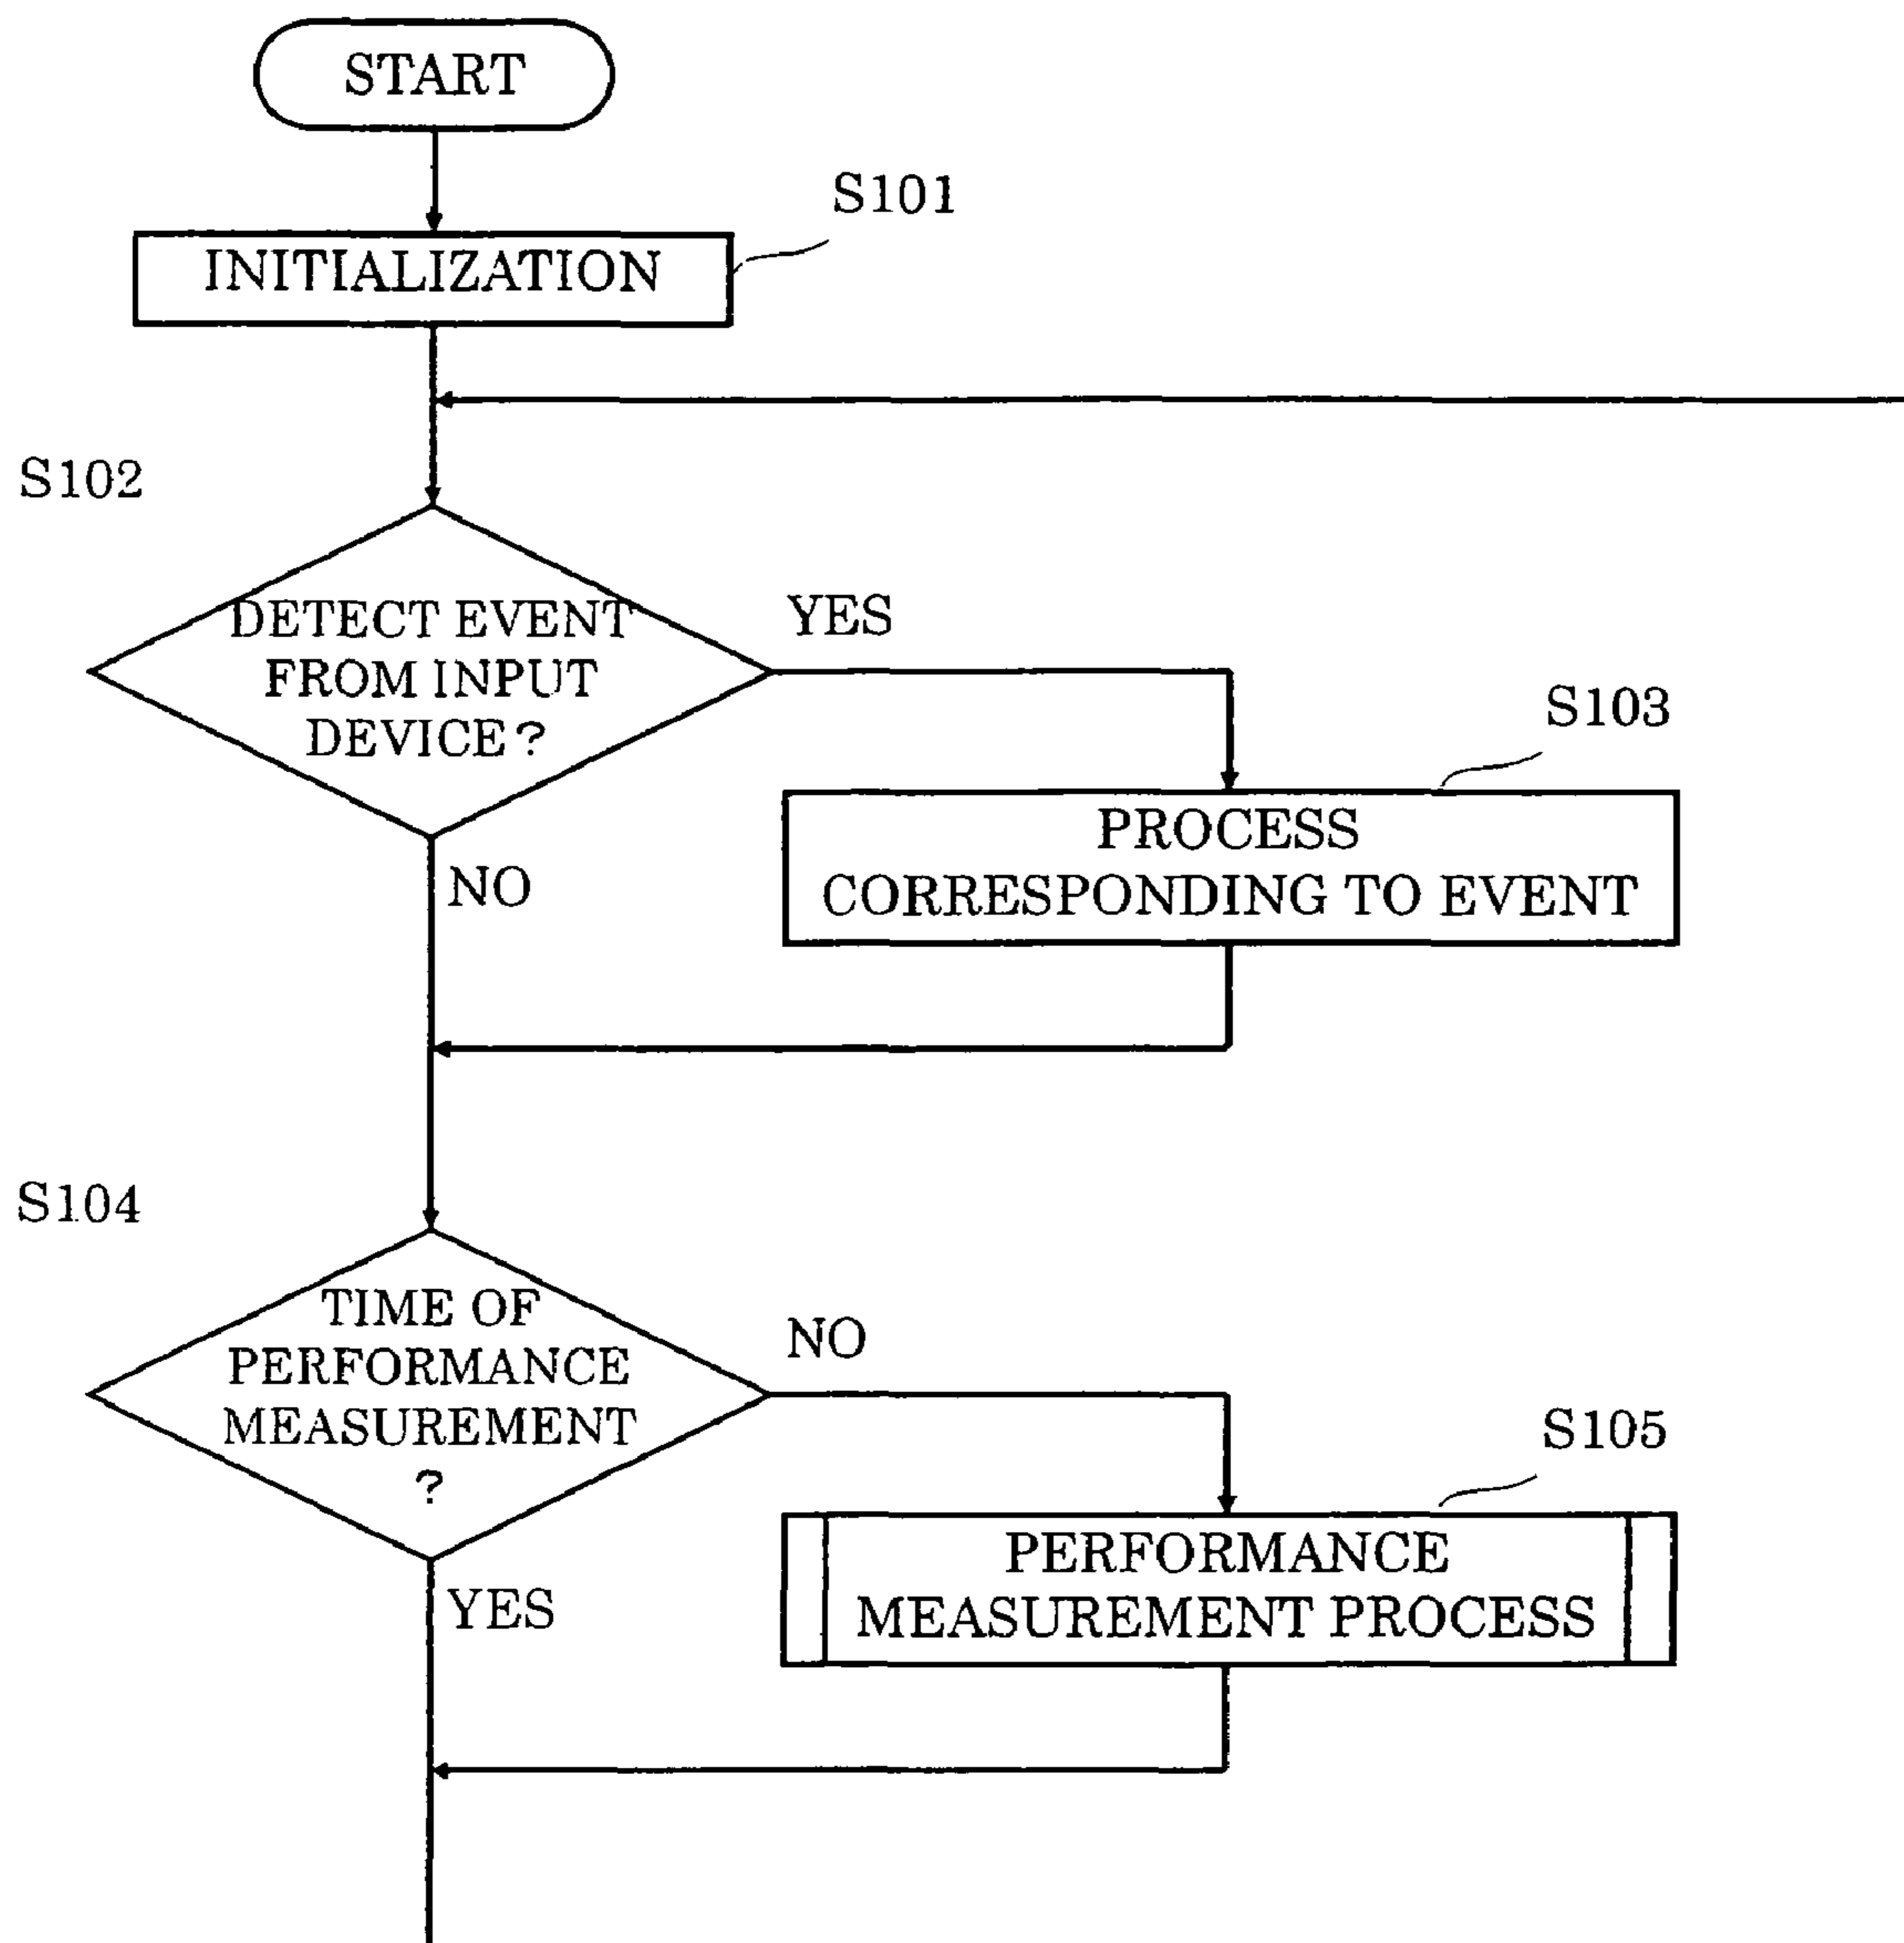 START
S101
INITIALIZATION
S102
DETECT EVENT
FROM INPUT
DEVICE?
YES
NO
S103
PROCESS
CORRESPONDING TO EVENT
S104
TIME OF
PERFORMANCE
MEASUREMENT
?
NO
YES
S105
PERFORMANCE
MEASUREMENT PROCESS